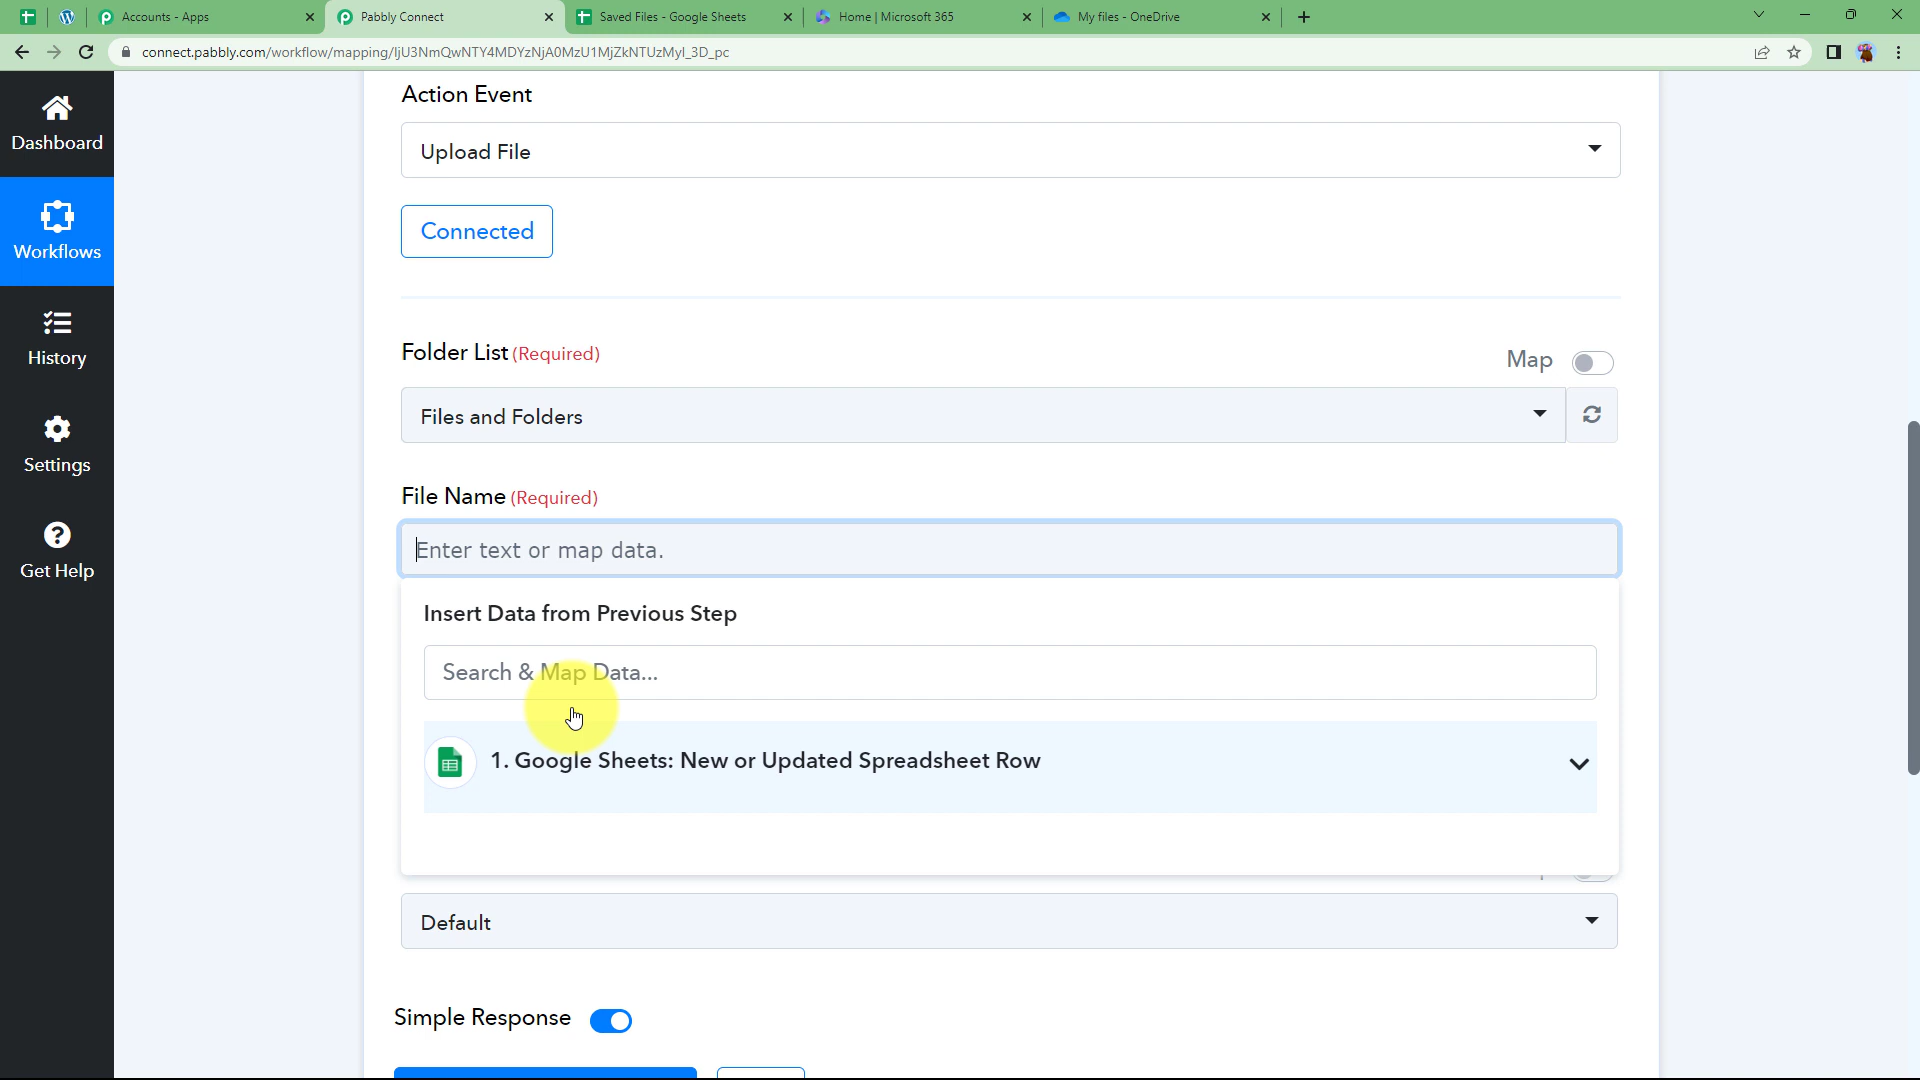 Accounts - Apps
Pabbly Connect
Saved Files - Google Sheets
Home | Microsoft 365
My files - OneDrive
connect.pabbly.com/workflow/mapping/IjU3NmQwNTY4MDYzNjA0MzU1MjZkNTUzMyI_3D_pc
Dashboard
Workflows
History
Settings
Get Help
Action Event
Upload File
Connected
Folder List (Required)
Map
Files and Folders
File Name (Required)
Enter text or map data.
Insert Data from Previous Step
Search & Map Data...
1. Google Sheets: New or Updated Spreadsheet Row
Default
Simple Response